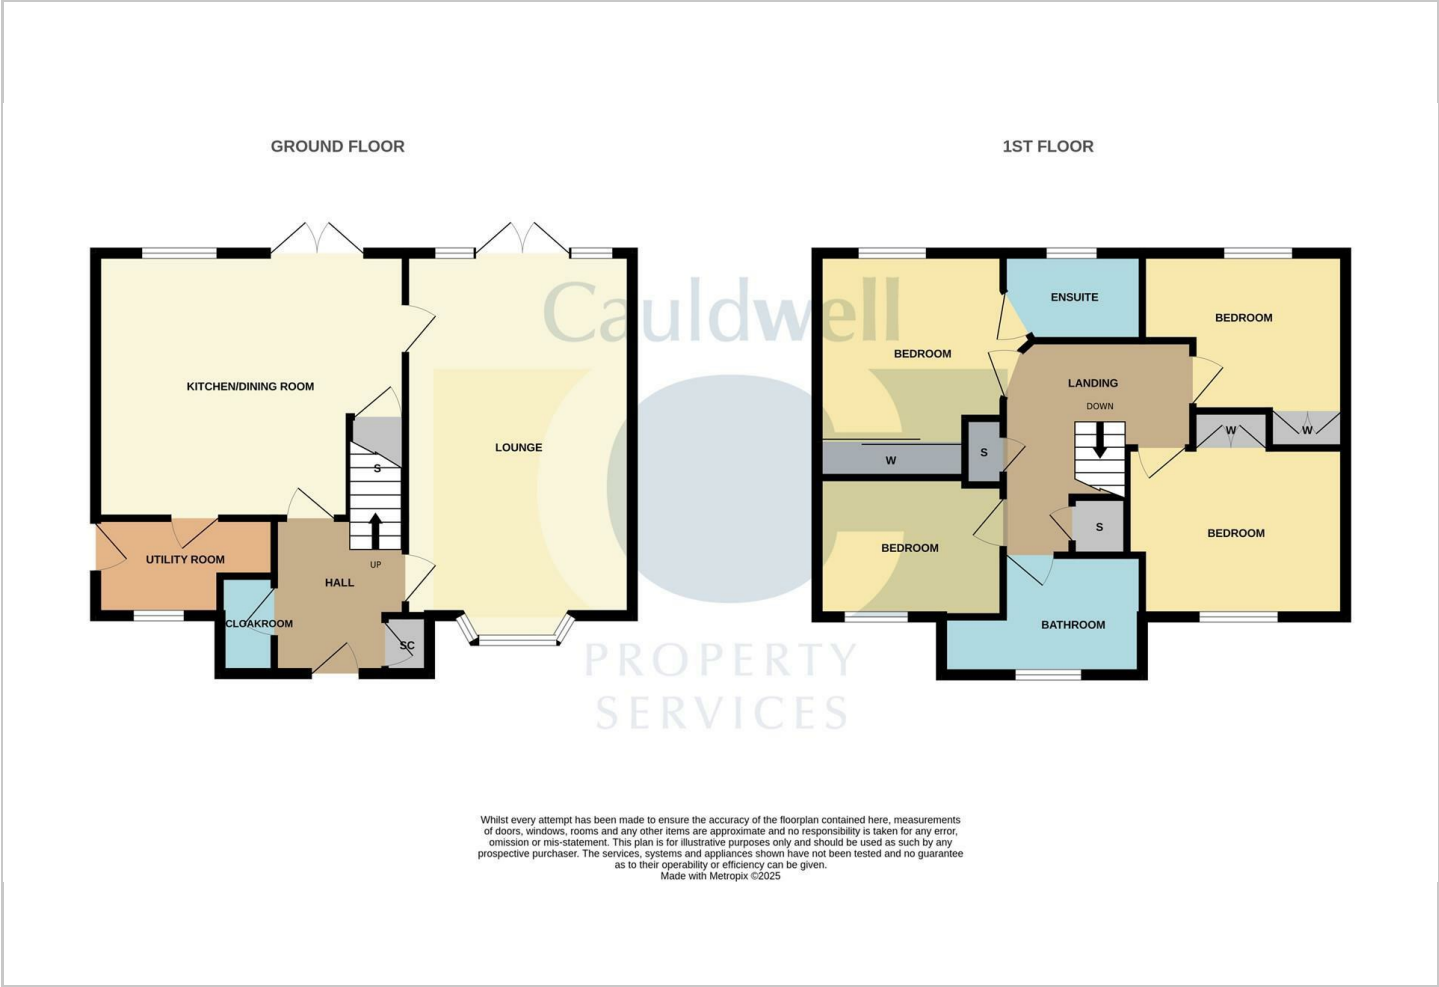 GROUND FLOOR
1ST FLOOR
Cauldwell
PROPERTY
SERVICES
KITCHEN/DINING ROOM
LOUNGE
S
UTILITY ROOM
UP
HALL
CLOAKROOM
SC
ENSUITE
BEDROOM
BEDROOM
LANDING
DOWN
W
W
S
W
BEDROOM
S
BEDROOM
BATHROOM
Whilst every attempt has been made to ensure the accuracy of the floorplan contained here, measurements
of doors, windows, rooms and any other items are approximate and no responsibility is taken for any error,
omission or mis-statement. This plan is for illustrative purposes only and should be used as such by any
prospective purchaser. The services, systems and appliances shown have not been tested and no guarantee
as to their operability or efficiency can be given.
Made with Metropix ©2025